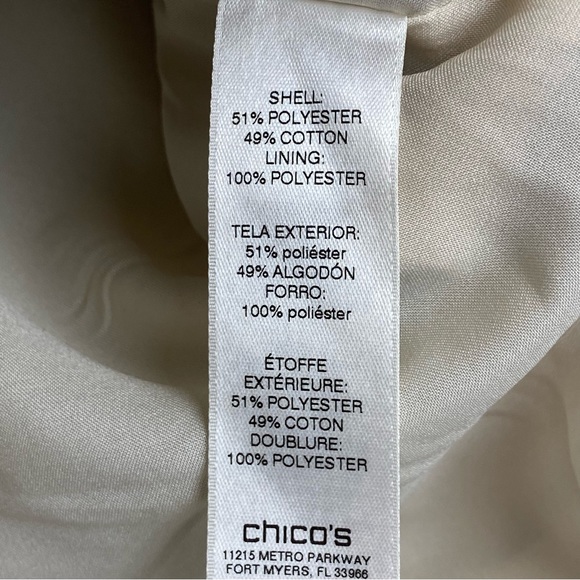 SHELL:
51% POLYESTER
49% COTTON
LINING:
100% POLYESTER
TELA EXTERIOR:
51% poliéster
49% ALGODÓN
FORRO:
100% poliéster
ÉTOFFE
EXTÉRIEURE:
51% POLYESTER
49% COTON
DOUBLURE:
100% POLYESTER
chico's
11215 METRO PARKWAY
FORT MYERS, FL 33966